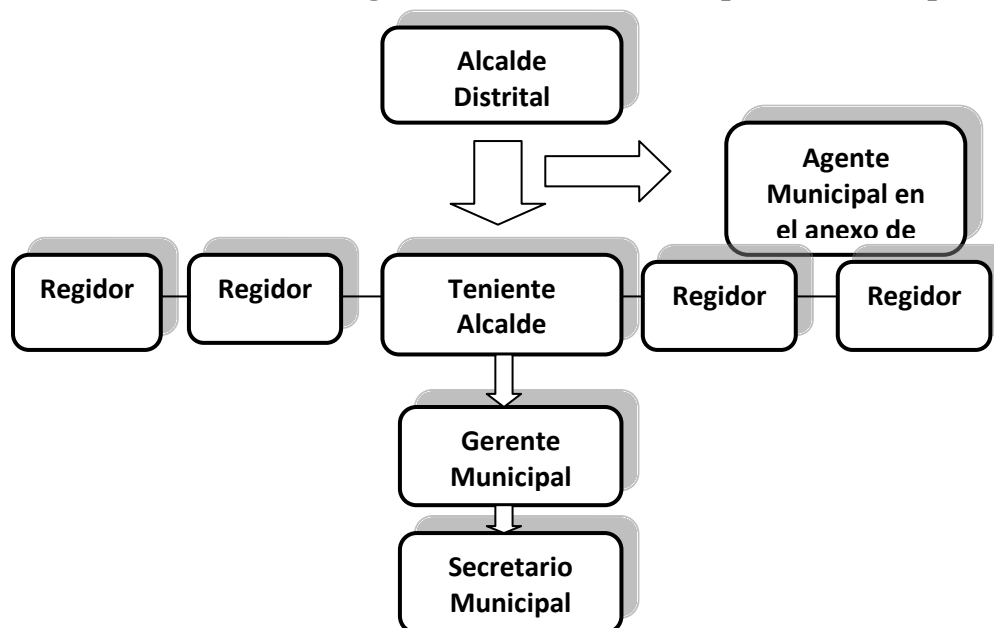 Alcalde
Distrital
Agente
Municipal en
el anexo de
Regidor
Regidor
Teniente
Alcalde
Regidor
Regidor
Gerente
Municipal
Secretario
Municipal